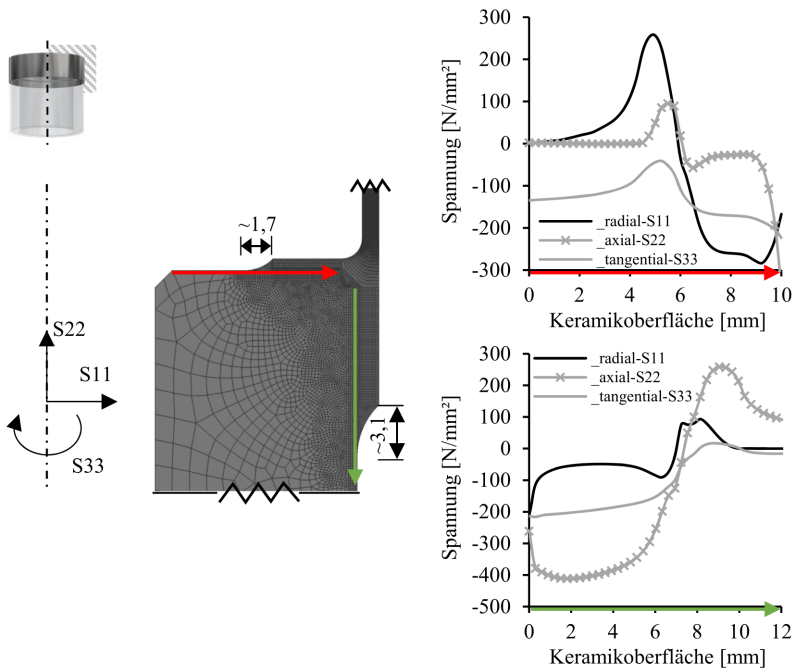 S22
S11
S33
~1,7
~3,1
Spannung [N/mm²]
300
200
100
0
-100
-200
-300
_radial-S11
_axial-S22
_tangential-S33
0 2 4 6 8 10
Keramikoberfläche [mm]
Spannung [N/mm²]
300
200
100
0
-100
-200
-300
-400
-500
_radial-S11
_axial-S22
_tangential-S33
0 2 4 6 8 10 12
Keramikoberfläche [mm]